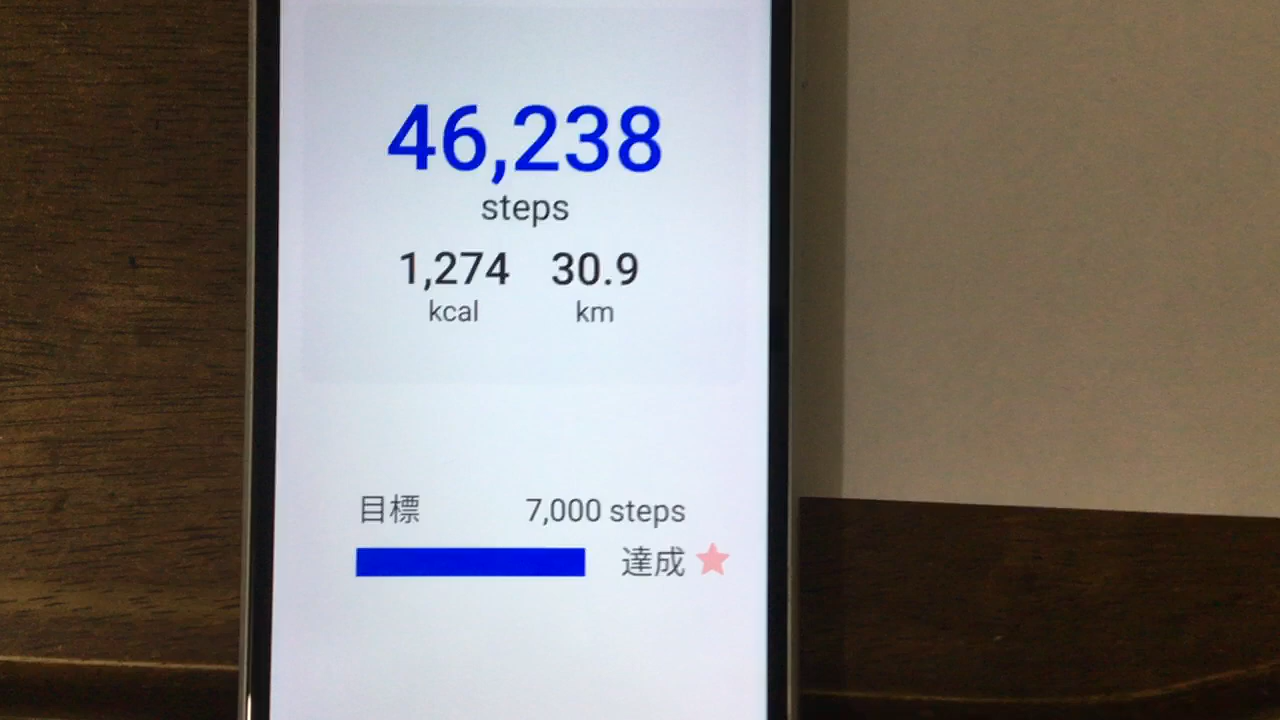 46,238
steps
1,274 30.9
kcal km
目標 7,000 steps
達成